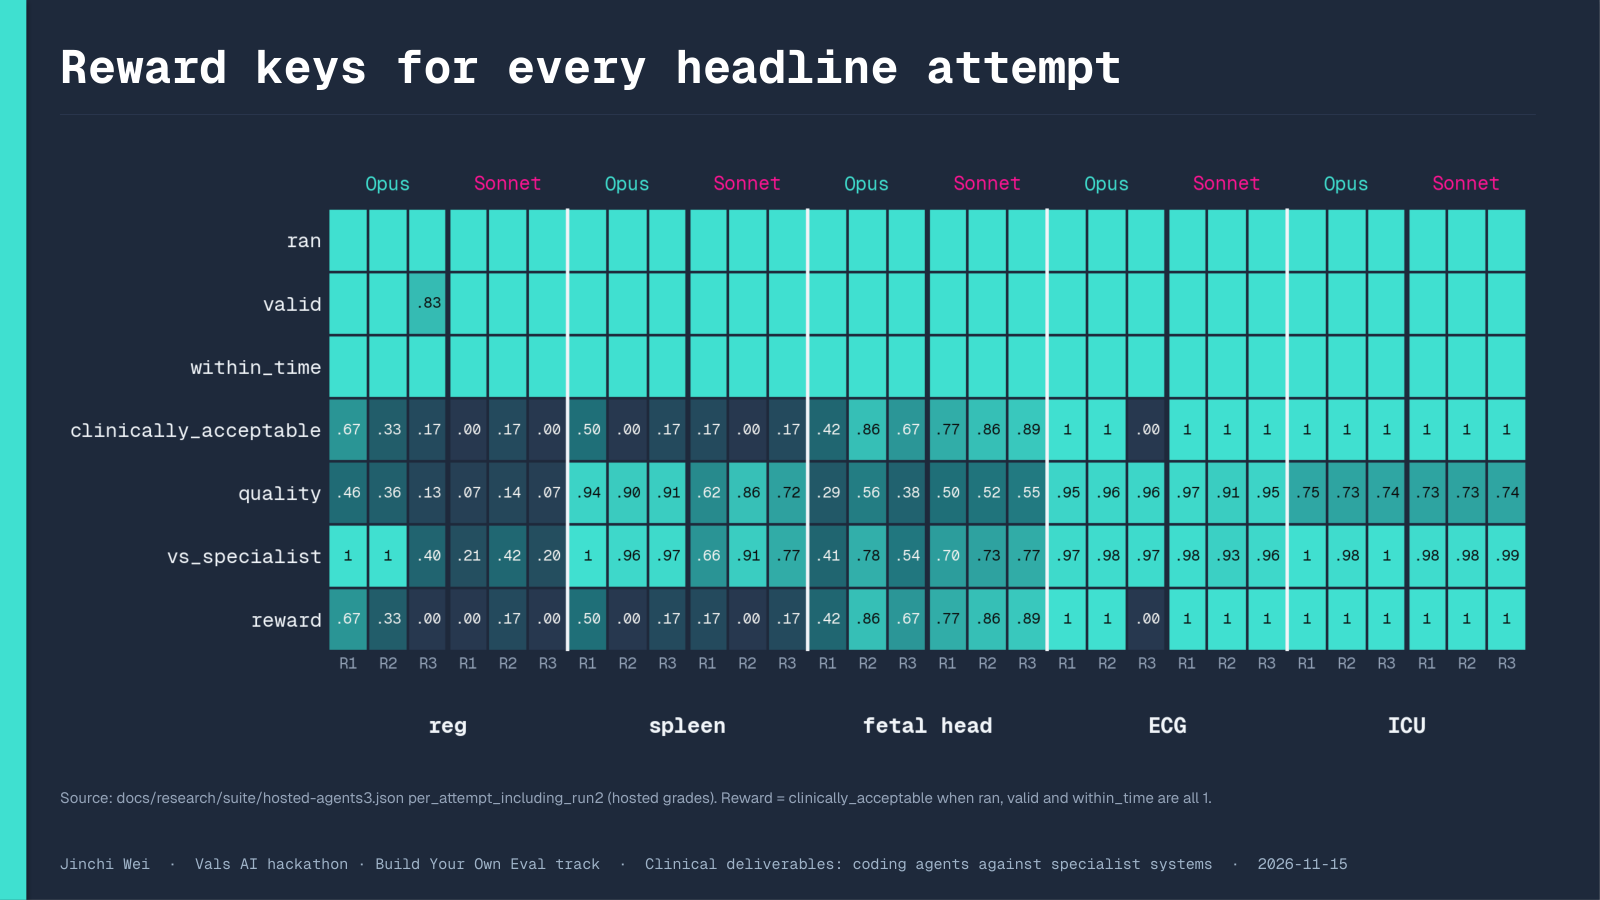 Reward keys for every headline attempt
Opus Sonnet Opus Sonnet Opus Sonnet Opus Sonnet Opus Sonnet
ran
valid .83
within_time
clinically_acceptable .67 .33 .17 .00 .17 .00 .50 .00 .17 .17 .00 .17 .42 .86 .67 .77 .86 .89 1 1 .00 1 1 1 1 1 1 1 1 1
quality .46 .36 .13 .07 .14 .07 .94 .90 .91 .62 .86 .72 .29 .56 .38 .50 .52 .55 .95 .96 .96 .97 .91 .95 .75 .73 .74 .73 .73 .74
vs_specialist 1 1 .40 .21 .42 .20 1 .96 .97 .66 .91 .77 .41 .78 .54 .70 .73 .77 .97 .98 .97 .98 .93 .96 1 .98 1 .98 .98 .99
reward .67 .33 .00 .00 .17 .00 .50 .00 .17 .17 .00 .17 .42 .86 .67 .77 .86 .89 1 1 .00 1 1 1 1 1 1 1 1 1
R1 R2 R3 R1 R2 R3 R1 R2 R3 R1 R2 R3 R1 R2 R3 R1 R2 R3 R1 R2 R3 R1 R2 R3 R1 R2 R3 R1 R2 R3
reg spleen fetal head ECG ICU
Source: docs/research/suite/hosted-agents3.json per_attempt_including_run2 (hosted grades). Reward = clinically_acceptable when ran, valid and within_time are all 1.
Jinchi Wei · Vals AI hackathon · Build Your Own Eval track · Clinical deliverables: coding agents against specialist systems · 2026-11-15